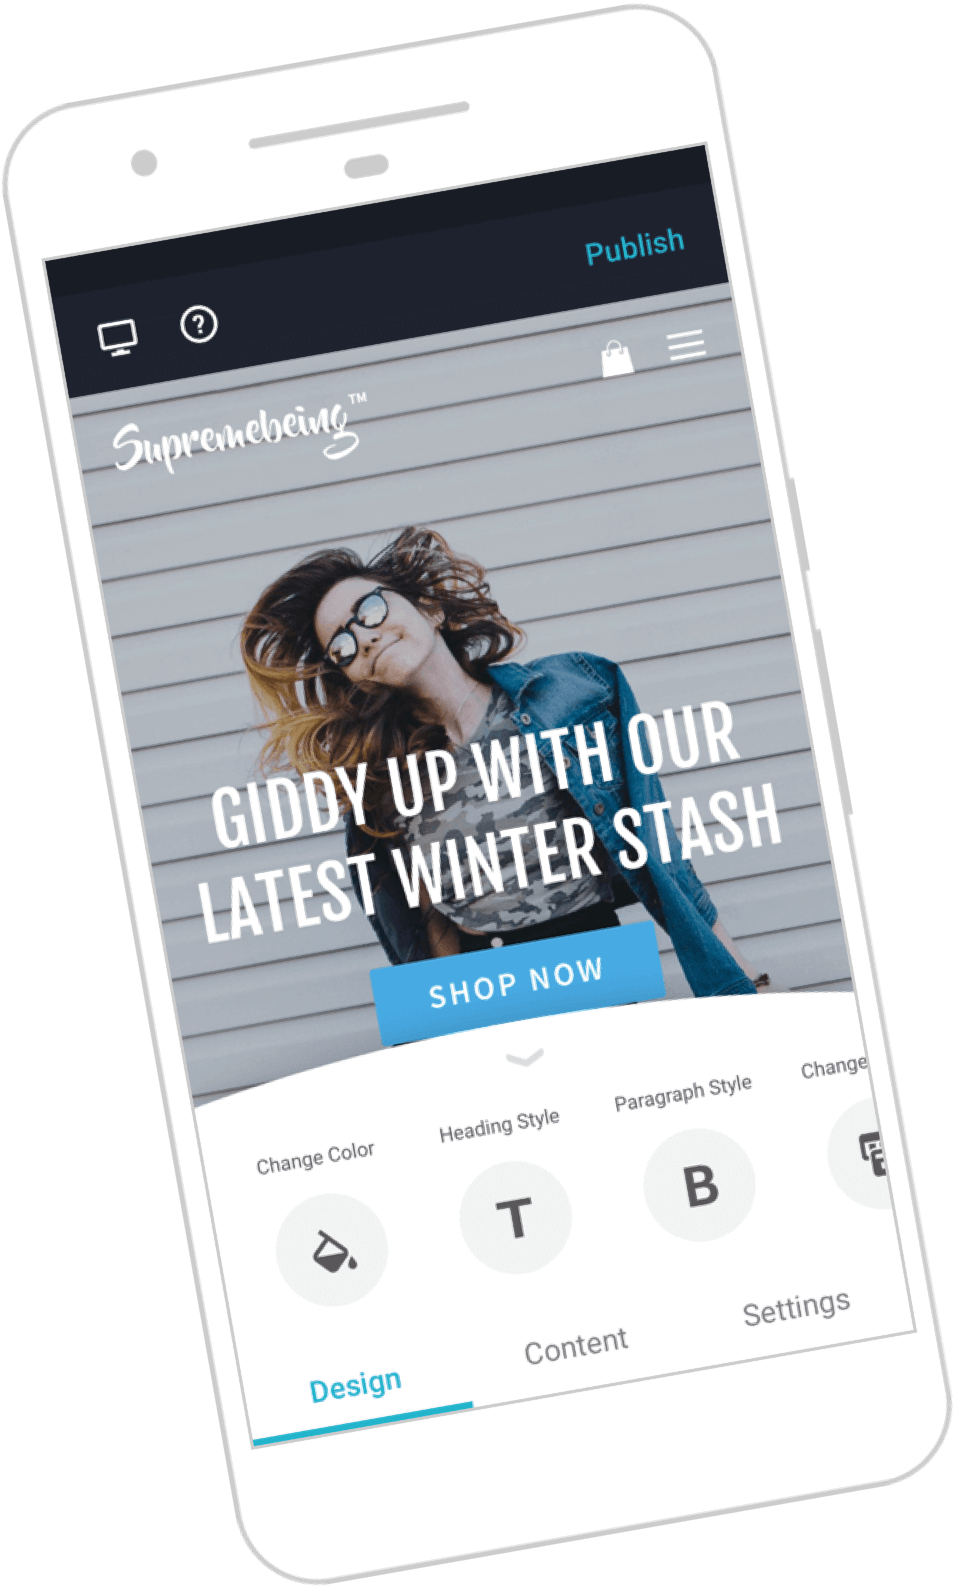 Publish
Supremebeing™
GIDDY UP WITH OUR
LATEST WINTER STASH
SHOP NOW
Change Color
Heading Style
Paragraph Style
Change
T
B
Design
Content
Settings